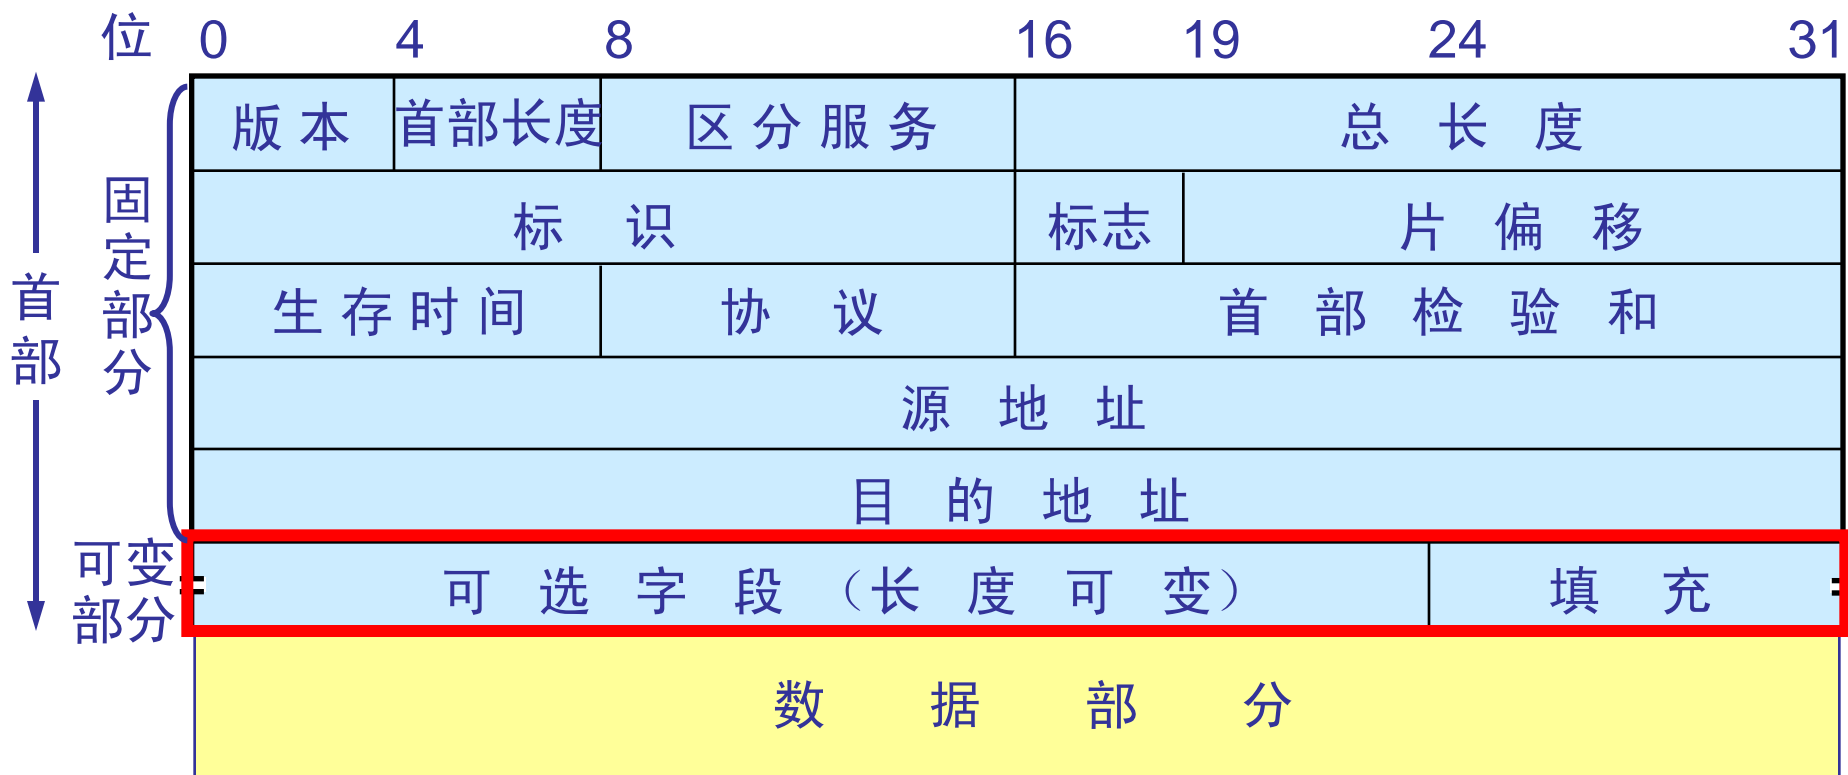 位 0 4 8 16 19 24 31
版本 首部长度 区分服务 总长度
标识 标志 片偏移
生存时间 协议 首部检验和
源地址
目的地址
可选字段（长度可变） 填充
数据部分
首部
固定部分
可变
部分